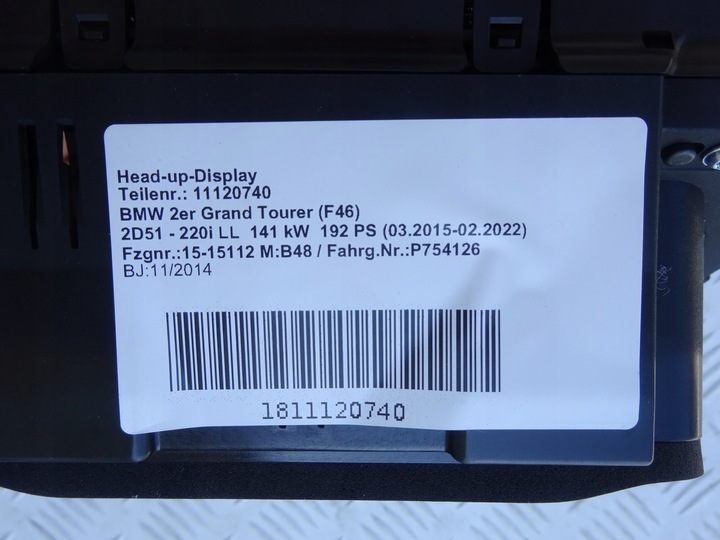 Head-up-Display
Teilenr.: 11120740
BMW 2er Grand Tourer (F46)
2D51 - 220i LL 141 kW 192 PS (03.2015-02.2022)
Fzgnr.:15-15112 M:B48 / Fahrg.Nr.:P754126
BJ:11/2014
1811120740